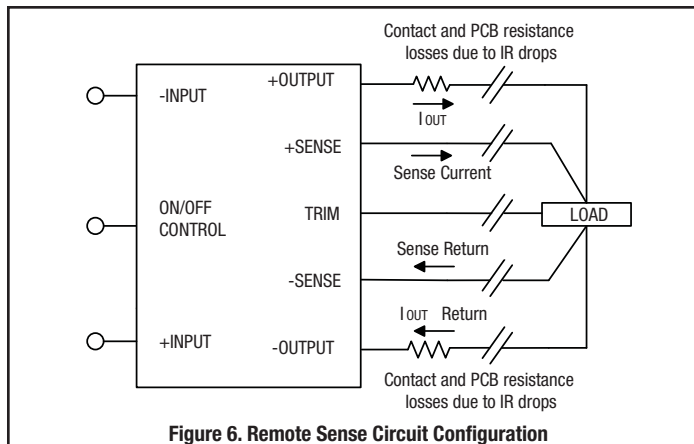 Contact and PCB resistance
losses due to IR drops
+OUTPUT
-INPUT
IOUT
+SENSE
Sense Current
ON/OFF
CONTROL
TRIM
LOAD
Sense Return
-SENSE
IOUT Return
+INPUT
-OUTPUT
Contact and PCB resistance
losses due to IR drops
Figure 6. Remote Sense Circuit Configuration